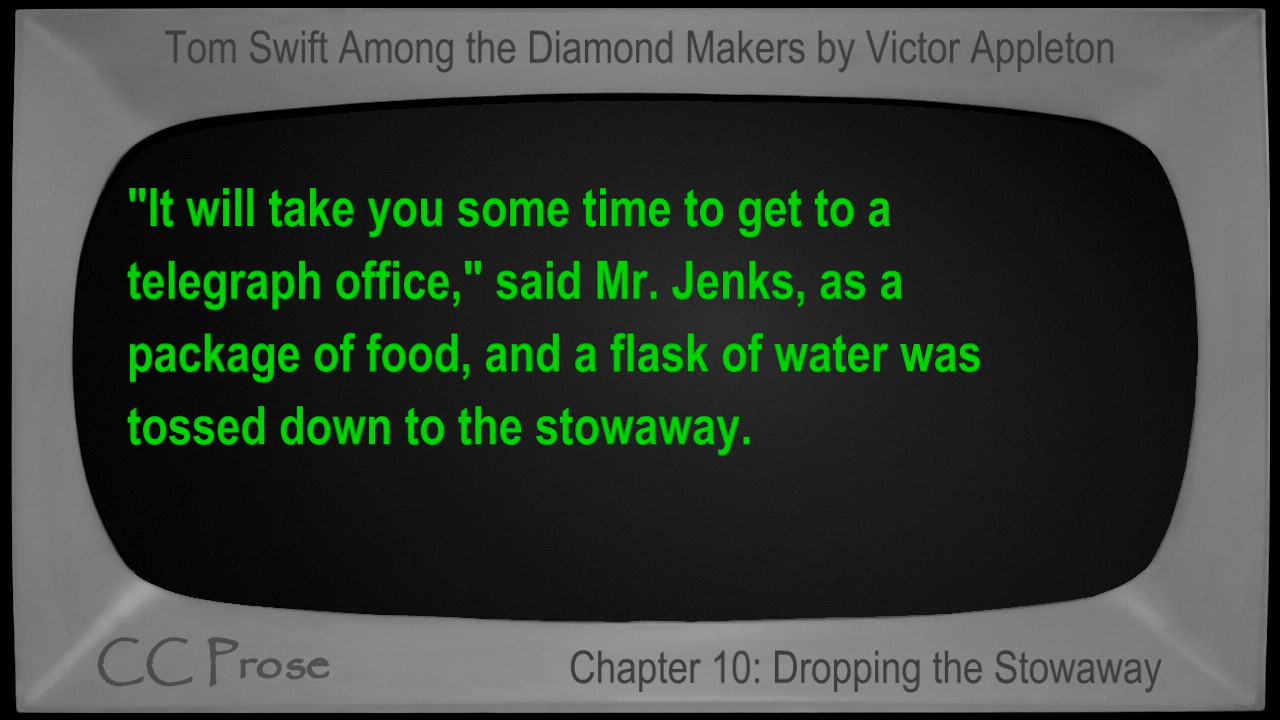 Tom Swift Among the Diamond Makers by Victor Appleton
"It will take you some time to get to a
telegraph office," said Mr. Jenks, as a
package of food, and a flask of water was
tossed down to the stowaway.
CC Prose
Chapter 10: Dropping the Stowaway